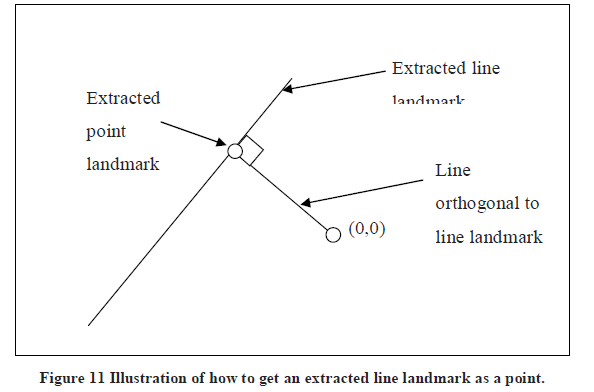 Extracted line
landmark
Extracted
point
landmark
Line
orthogonal to
line landmark
(0,0)
Figure 11 Illustration of how to get an extracted line landmark as a point.